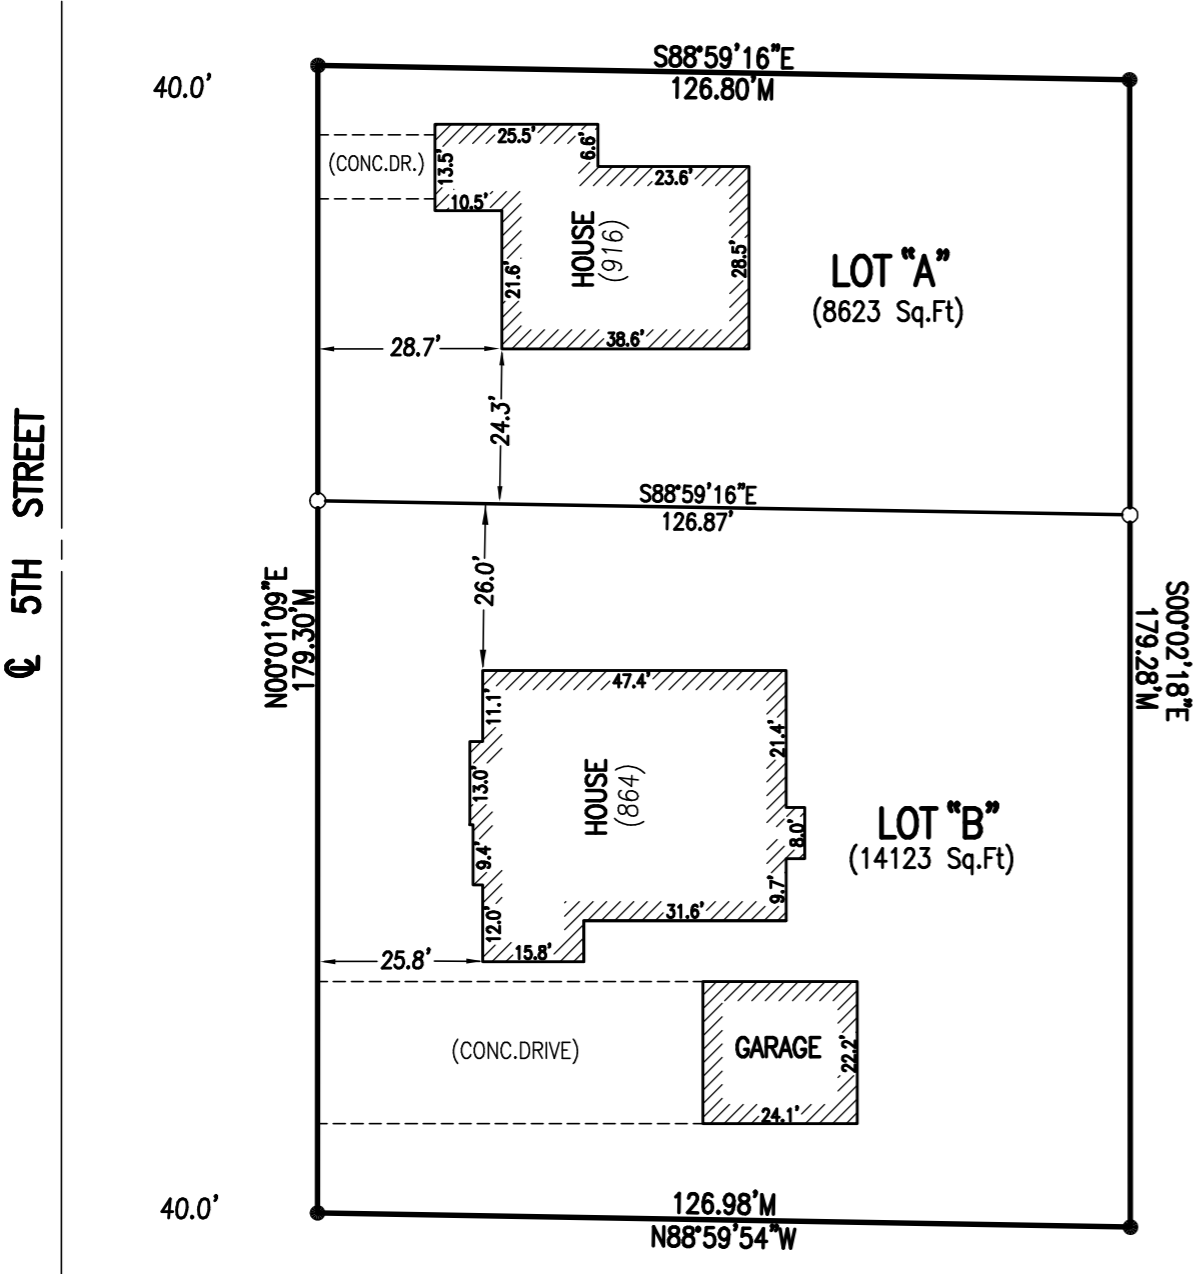 S88°59'16"E
126.80'M
40.0'
25.5'
6.6'
(CONC.DR.)
13.5'
23.6'
10.5'
HOUSE
(916)
21.6'
28.5'
LOT "A"
(8623 Sq.Ft)
38.6'
28.7'
24.3'
℄ 5TH STREET
S88°59'16"E
126.87'
26.0'
N00°01'09"E
179.30'M
S00°02'18"E
179.28'M
47.4'
11.1'
21.4'
13.0'
HOUSE
(864)
8.0'
LOT "B"
(14123 Sq.Ft)
9.4'
9.7'
12.0'
31.6'
15.8'
25.8'
(CONC.DRIVE)
GARAGE
22.2'
24.1'
40.0'
126.98'M
N88°59'54"W